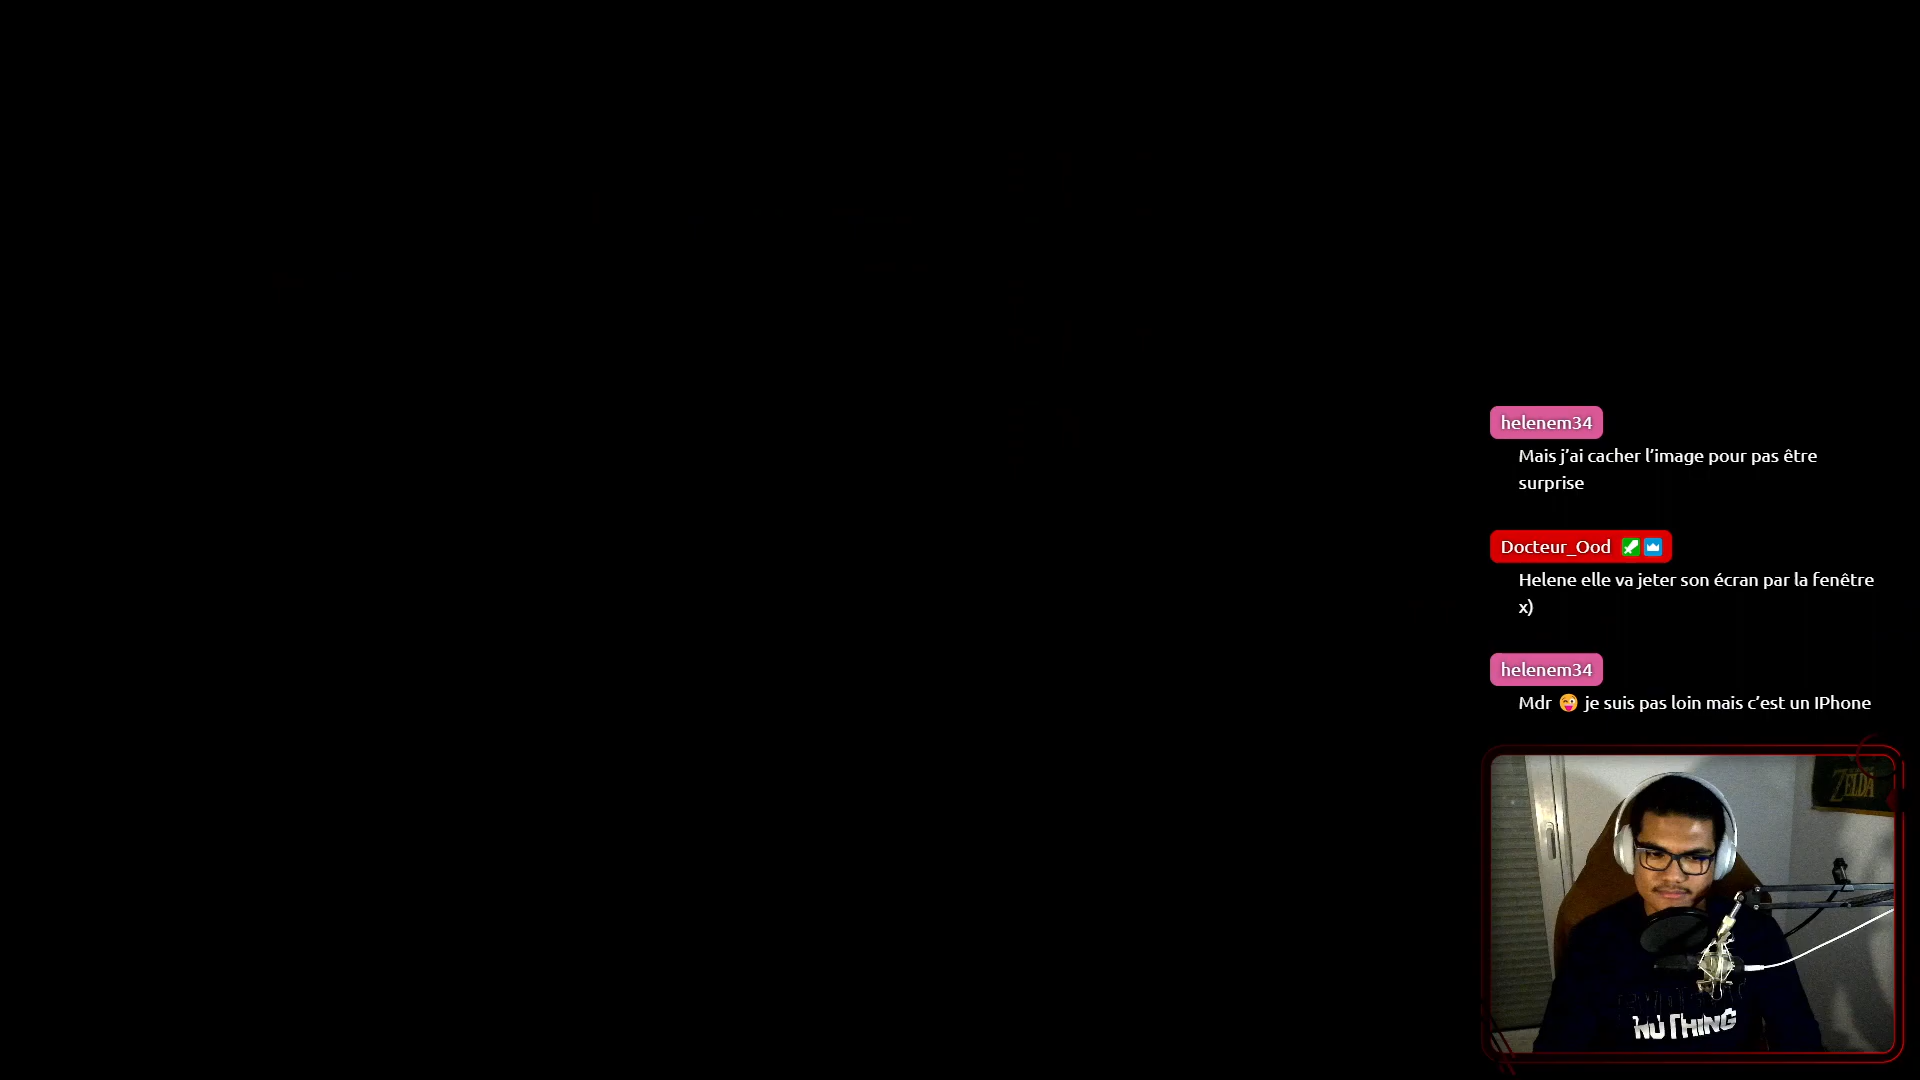 helenem34
Mais j’ai cacher l’image pour pas être
surprise
Docteur_Ood
Helene elle va jeter son écran par la fenêtre
x)
helenem34
Mdr 😜 je suis pas loin mais c’est un IPhone
ZELDA
NOTHING